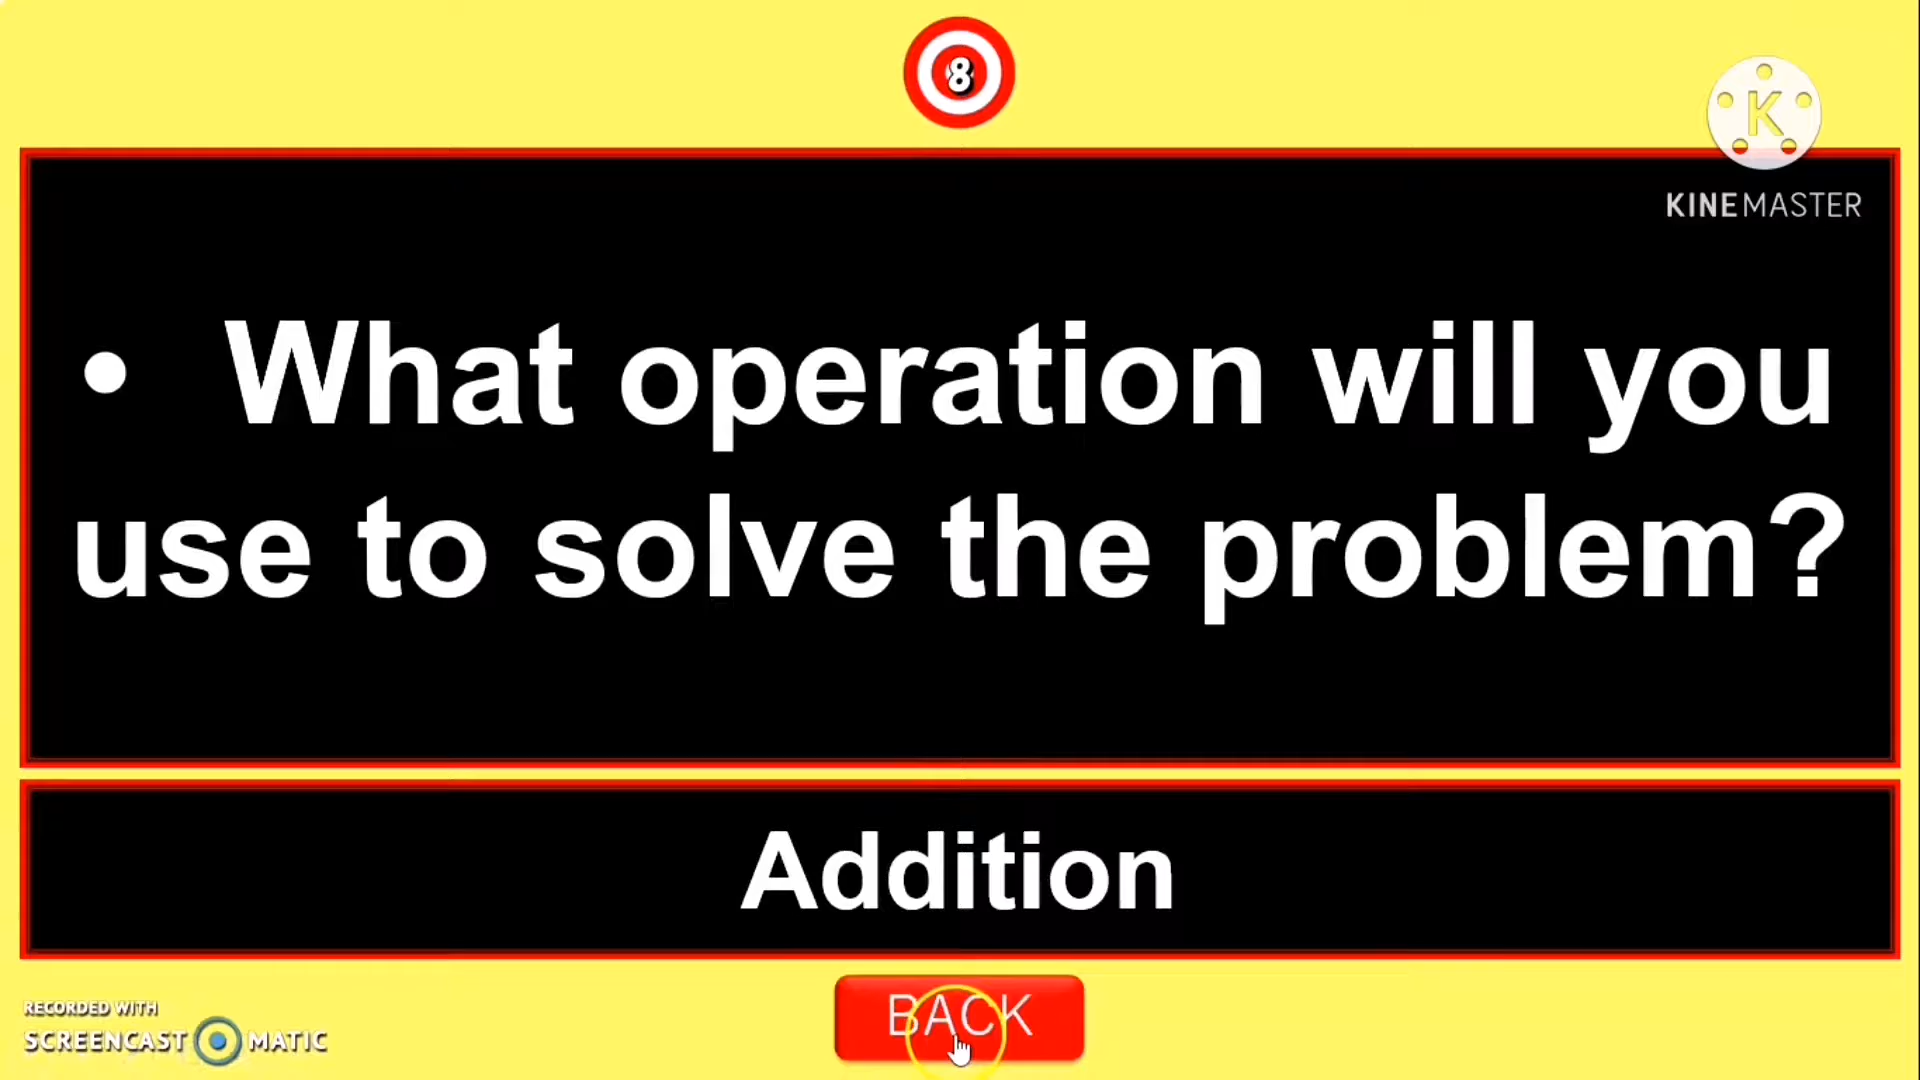 8
K
KINEMASTER
• What operation will you
use to solve the problem?
Addition
BACK
RECORDED WITH
SCREENCAST MATIC